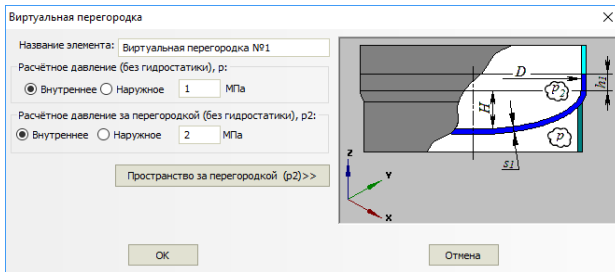 Виртуальная перегородка
Название элемента: Виртуальная перегородка №1
Расчётное давление (без гидростатики), p:
Внутреннее Наружное 1 МПа
Расчётное давление за перегородкой (без гидростатики), p2:
Внутреннее Наружное 2 МПа
Пространство за перегородкой (p2)>>
D
h1
p2
H
p
s1
Z
Y
X
OK
Отмена